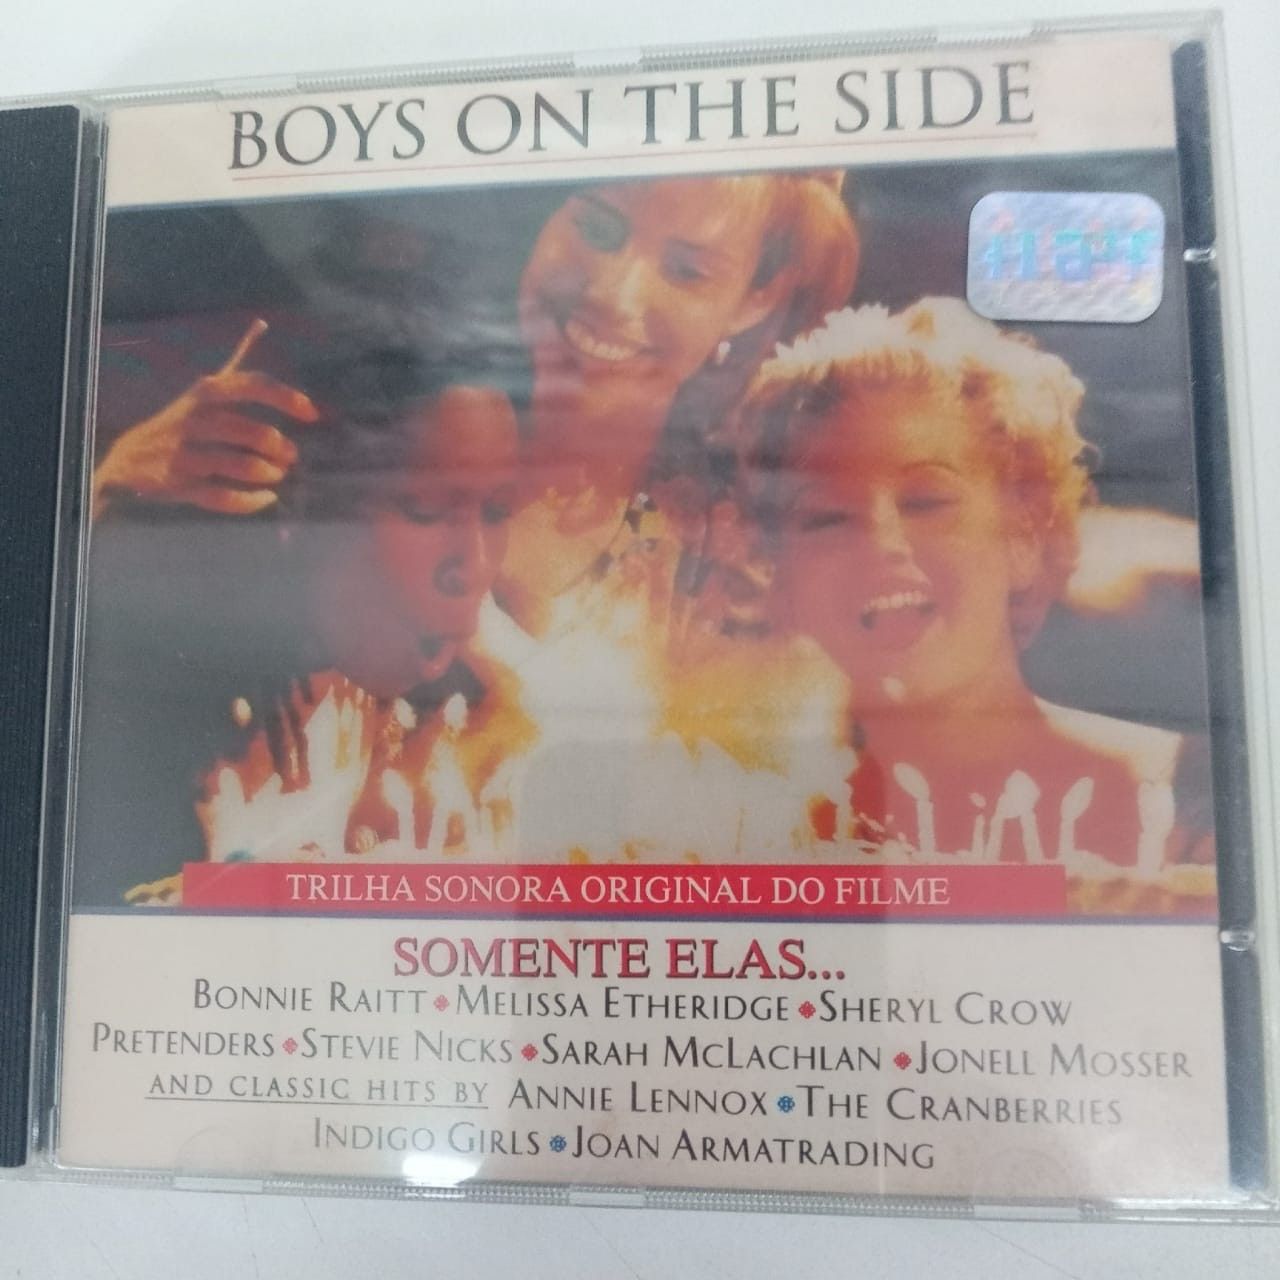 BOYS ON THE SIDE
TRILHA SONORA ORIGINAL DO FILME
SOMENTE ELAS...
BONNIE RAITT • MELISSA ETHERIDGE • SHERYL CROW
PRETENDERS • STEVIE NICKS • SARAH MCLACHLAN • JONELL MOSSER
AND CLASSIC HITS BY ANNIE LENNOX • THE CRANBERRIES
INDIGO GIRLS • JOAN ARMATRADING